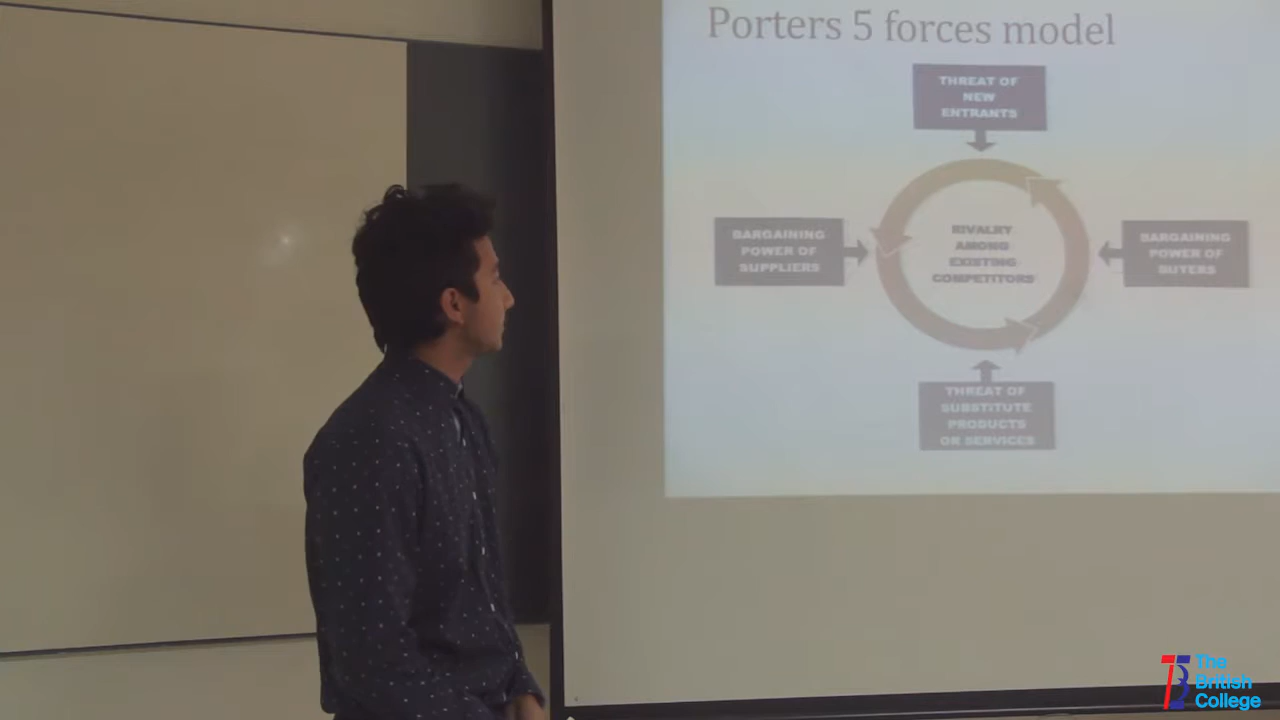 Porters 5 forces model
THREAT OF
NEW
ENTRANTS
BARGAINING
POWER OF
SUPPLIERS
RIVALRY
AMONG
EXISTING
COMPETITORS
BARGAINING
POWER OF
BUYERS
THREAT OF
SUBSTITUTE
PRODUCTS
OR SERVICES
The
British
College